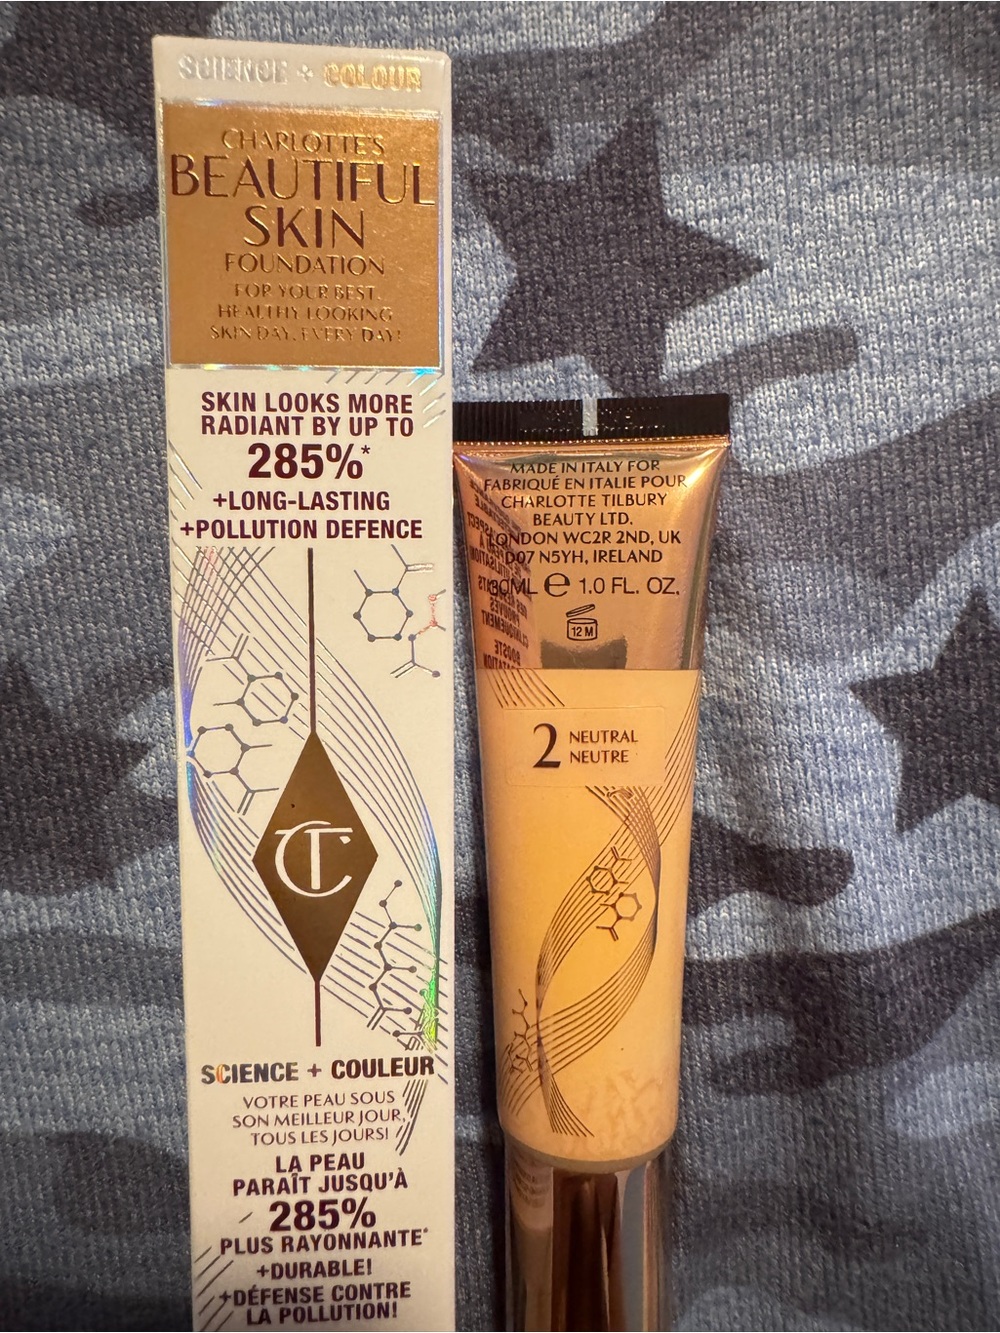 SCIENCE + COLOUR
CHARLOTTE'S
BEAUTIFUL
SKIN
FOUNDATION
FOR YOUR BEST,
HEALTHY LOOKING
SKIN DAY, EVERY DAY!
SKIN LOOKS MORE
RADIANT BY UP TO
285%*
+LONG-LASTING
+POLLUTION DEFENCE
CT
SCIENCE + COULEUR
VOTRE PEAU SOUS
SON MEILLEUR JOUR,
TOUS LES JOURS!
LA PEAU
PARAÎT JUSQU'À
285%
PLUS RAYONNANTE*
+DURABLE!
+DÉFENSE CONTRE
LA POLLUTION!
MADE IN ITALY FOR
FABRIQUÉ EN ITALIE POUR
CHARLOTTE TILBURY
BEAUTY LTD.
LONDON WC2R 2ND, UK
D07 N5YH, IRELAND
30ML e 1.0 FL. OZ.
12 M
2 NEUTRAL
NEUTRE